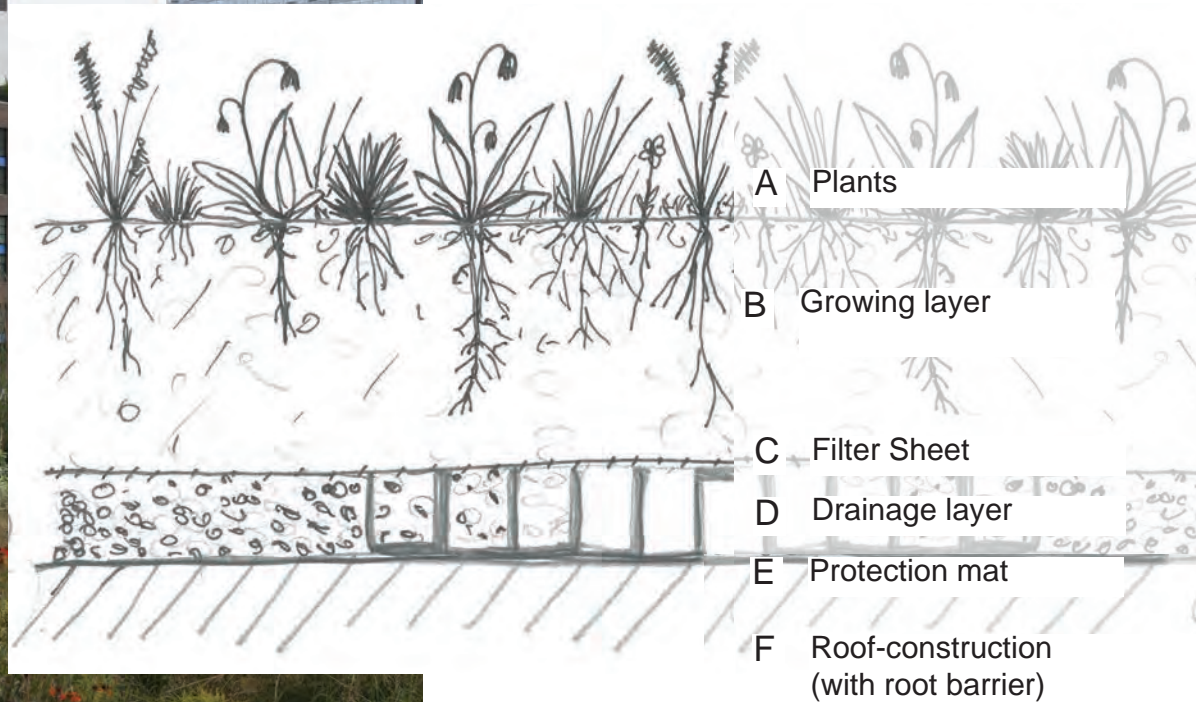 A Plants
B Growing layer
C Filter Sheet
D Drainage layer
E Protection mat
F Roof-construction
(with root barrier)